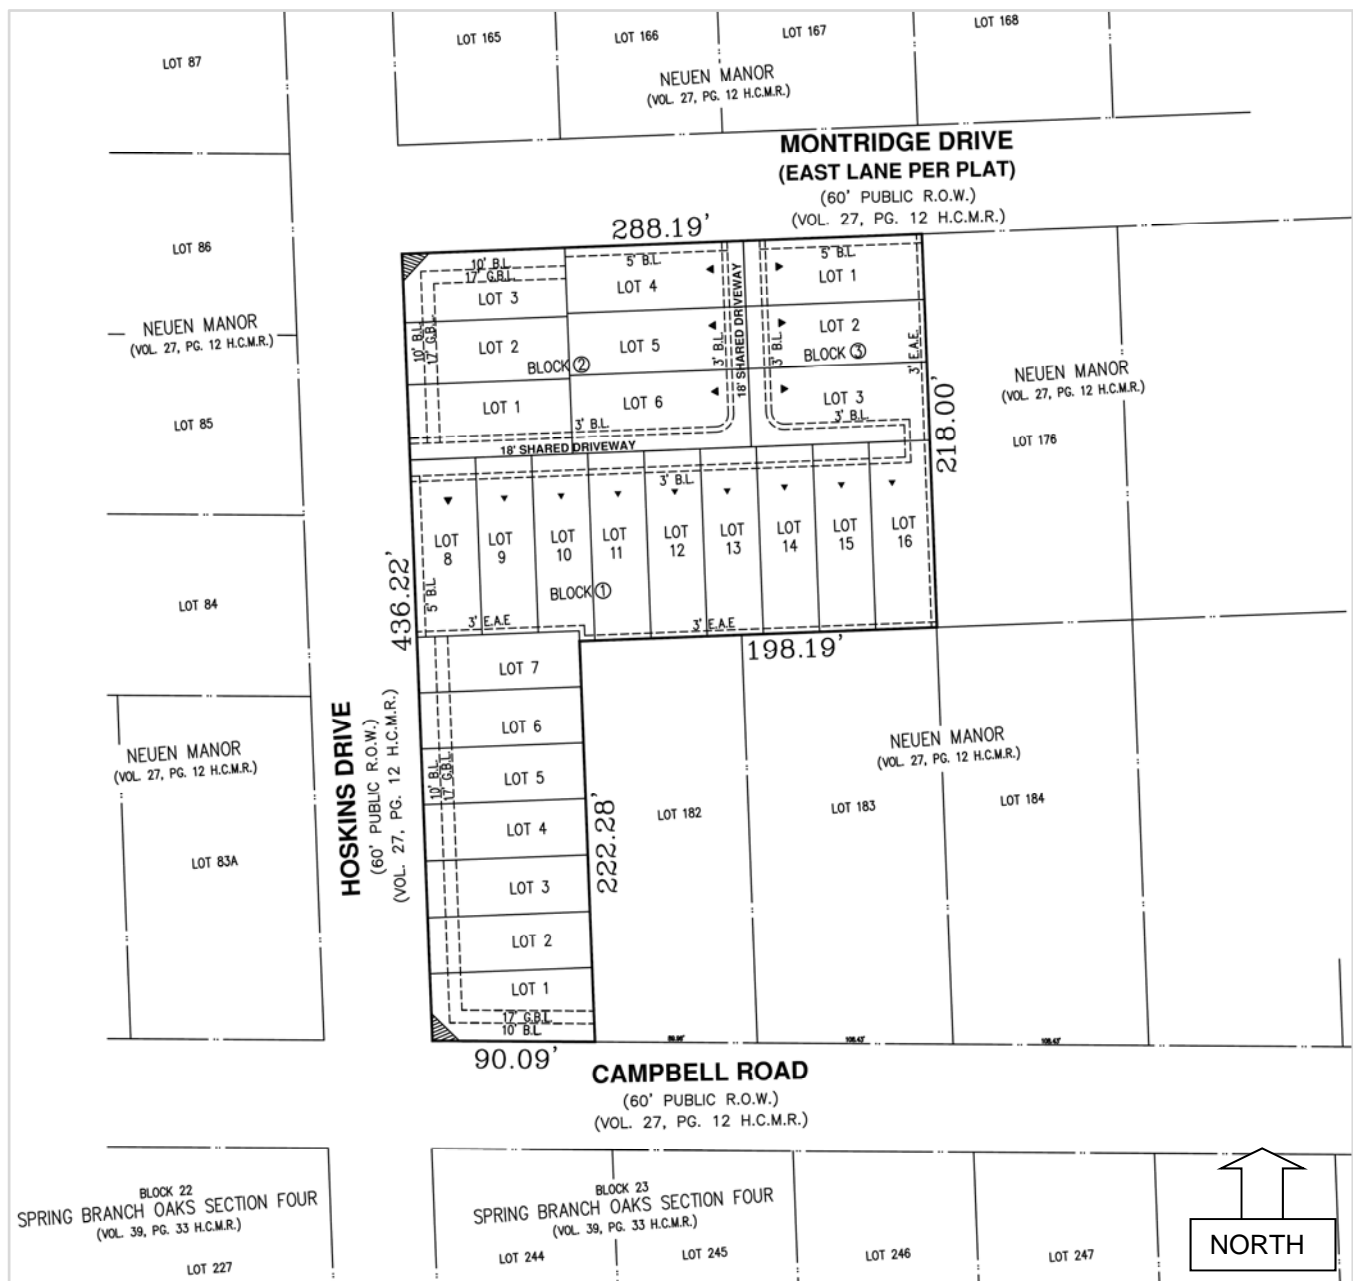 LOT 87
LOT 165
LOT 166
LOT 167
LOT 168
NEUEN MANOR
(VOL. 27, PG. 12 H.C.M.R.)
MONTRIDGE DRIVE
(EAST LANE PER PLAT)
(60' PUBLIC R.O.W.)
(VOL. 27, PG. 12 H.C.M.R.)
288.19'
LOT 86
NEUEN MANOR
(VOL. 27, PG. 12 H.C.M.R.)
LOT 85
LOT 84
10' B.L.
17' G.B.L.
LOT 3
10' B.L.
17' G.B.L.
LOT 2
BLOCK 2
LOT 1
5' B.L.
LOT 4
LOT 5
LOT 6
3' B.L.
3' B.L.
18' SHARED DRIVEWAY
18' SHARED DRIVEWAY
5' B.L.
LOT 1
LOT 2
BLOCK 3
LOT 3
3' B.L.
3' B.L.
3' E.A.E.
218.00'
NEUEN MANOR
(VOL. 27, PG. 12 H.C.M.R.)
LOT 176
3' B.L.
LOT 8
LOT 9
LOT 10
LOT 11
LOT 12
LOT 13
LOT 14
LOT 15
LOT 16
BLOCK 1
5' B.L.
3' E.A.E
3' E.A.E
436.22'
198.19'
LOT 7
LOT 6
LOT 5
LOT 4
LOT 3
LOT 2
LOT 1
10' B.L.
17' G.B.L.
17' G.B.L.
10' B.L.
222.28'
HOSKINS DRIVE
(60' PUBLIC R.O.W.)
(VOL. 27, PG. 12 H.C.M.R.)
NEUEN MANOR
(VOL. 27, PG. 12 H.C.M.R.)
LOT 83A
NEUEN MANOR
(VOL. 27, PG. 12 H.C.M.R.)
LOT 182
LOT 183
LOT 184
108.43'
108.43'
90.09'
CAMPBELL ROAD
(60' PUBLIC R.O.W.)
(VOL. 27, PG. 12 H.C.M.R.)
BLOCK 22
SPRING BRANCH OAKS SECTION FOUR
(VOL. 39, PG. 33 H.C.M.R.)
LOT 227
BLOCK 23
SPRING BRANCH OAKS SECTION FOUR
(VOL. 39, PG. 33 H.C.M.R.)
LOT 244
LOT 245
LOT 246
LOT 247
NORTH